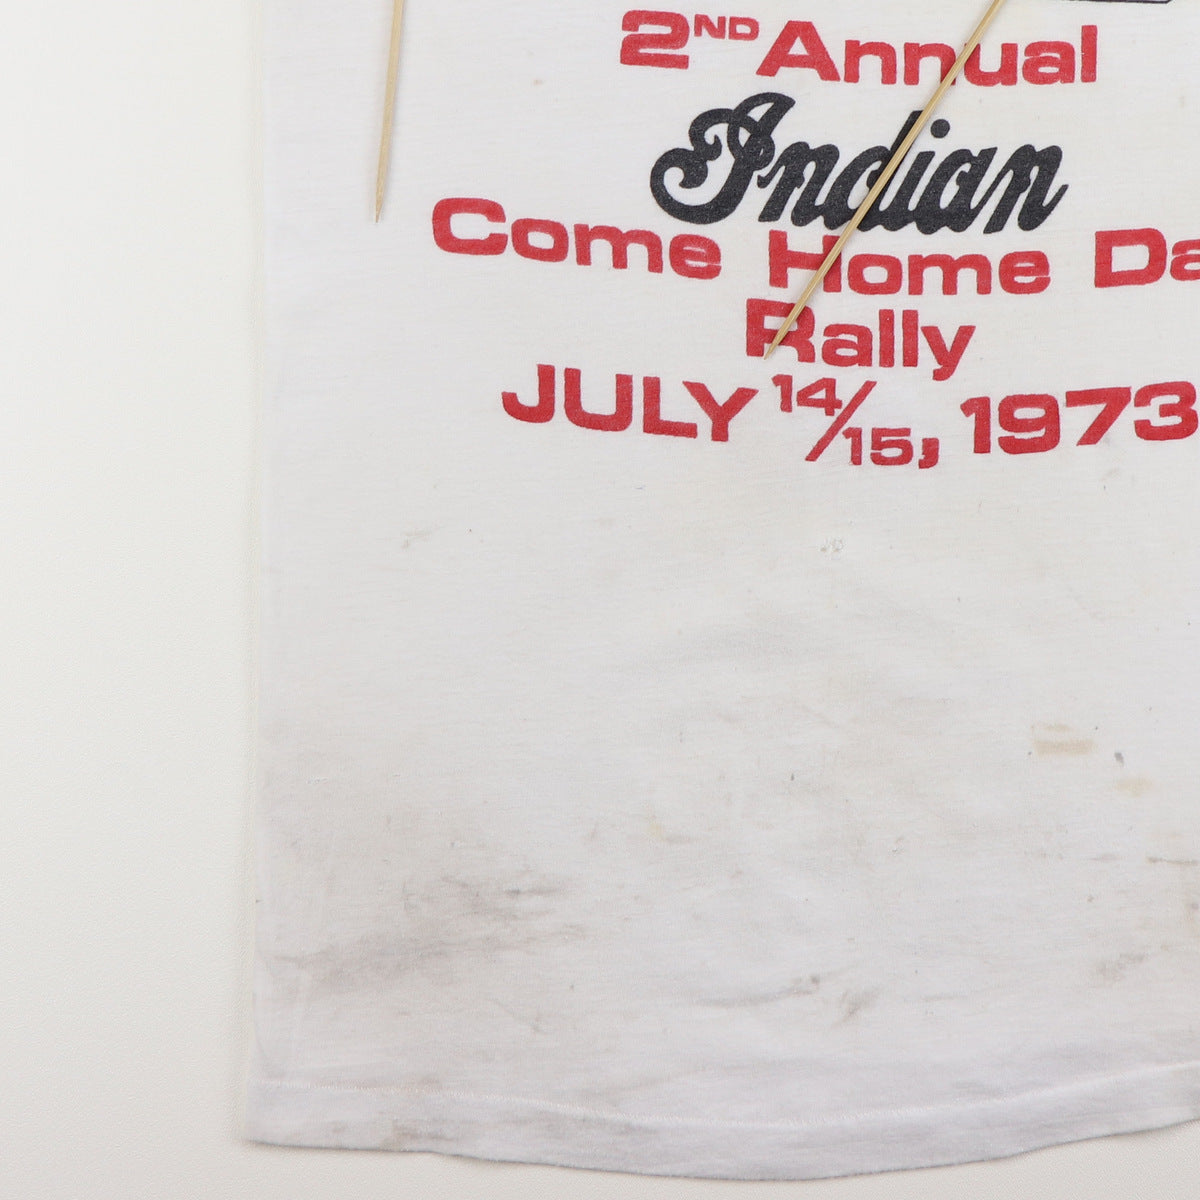 2ND Annual
Indian
Come Home Da
Rally
JULY 14/15, 1973